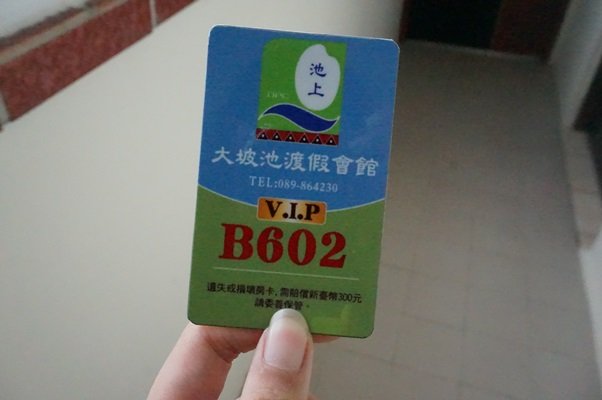 池
上
DPC
大坡池渡假會館
TEL:089-864230
V.I.P
B602
遺失或損壞房卡,需賠償新臺幣300元
請妥善保管。